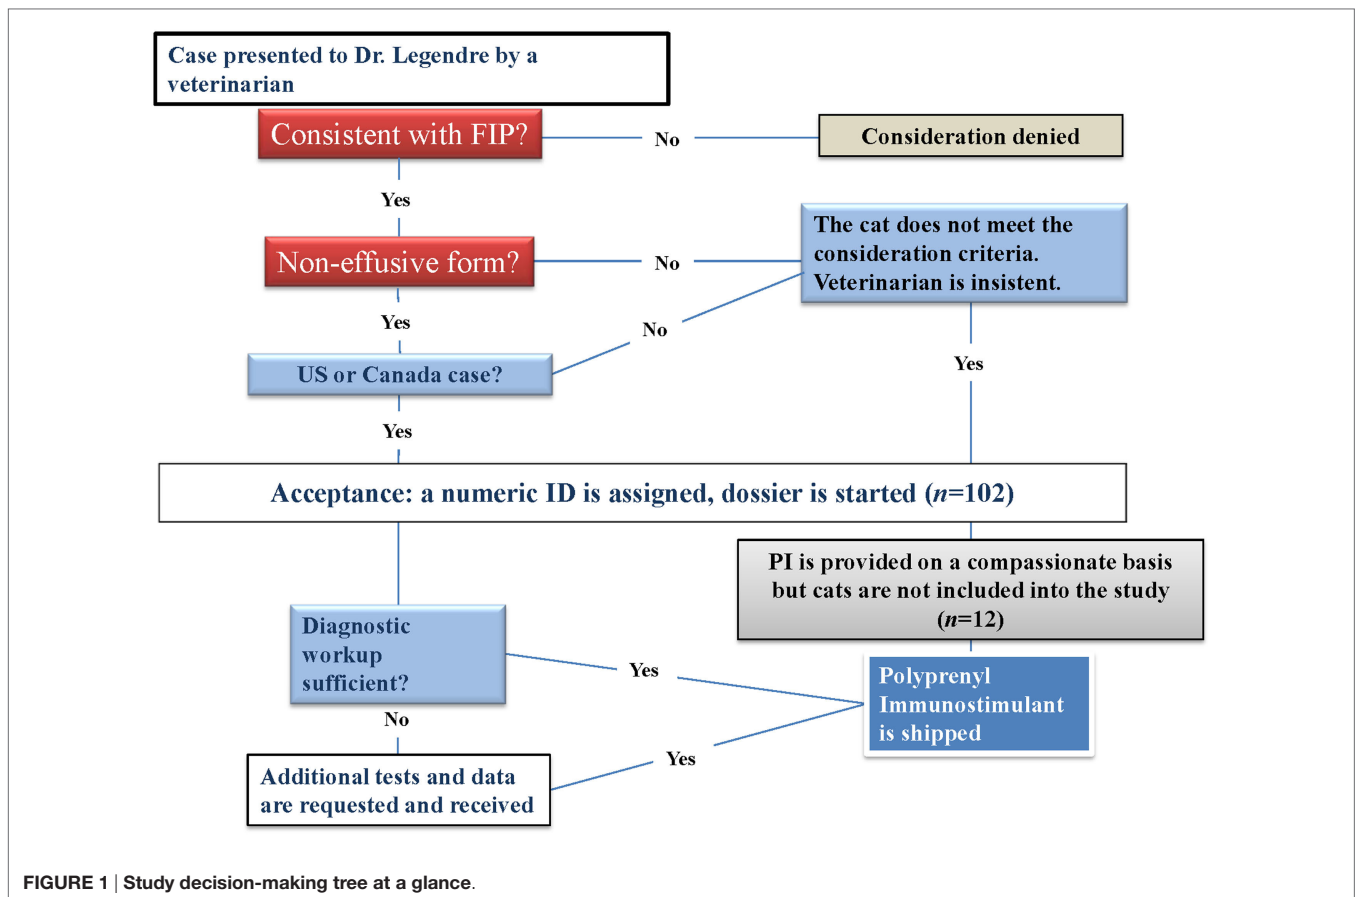 Case presented to Dr. Legendre by a
veterinarian
Consistent with FIP?
No
Consideration denied
Yes
Non-effusive form?
No
The cat does not meet the
consideration criteria.
Veterinarian is insistent.
Yes
No
US or Canada case?
Yes
Yes
Acceptance: a numeric ID is assigned, dossier is started (n=102)
PI is provided on a compassionate basis
but cats are not included into the study
(n=12)
Diagnostic
workup
sufficient?
Yes
Polyprenyl
Immunostimulant
is shipped
No
Yes
Additional tests and data
are requested and received
FIGURE 1 | Study decision-making tree at a glance.